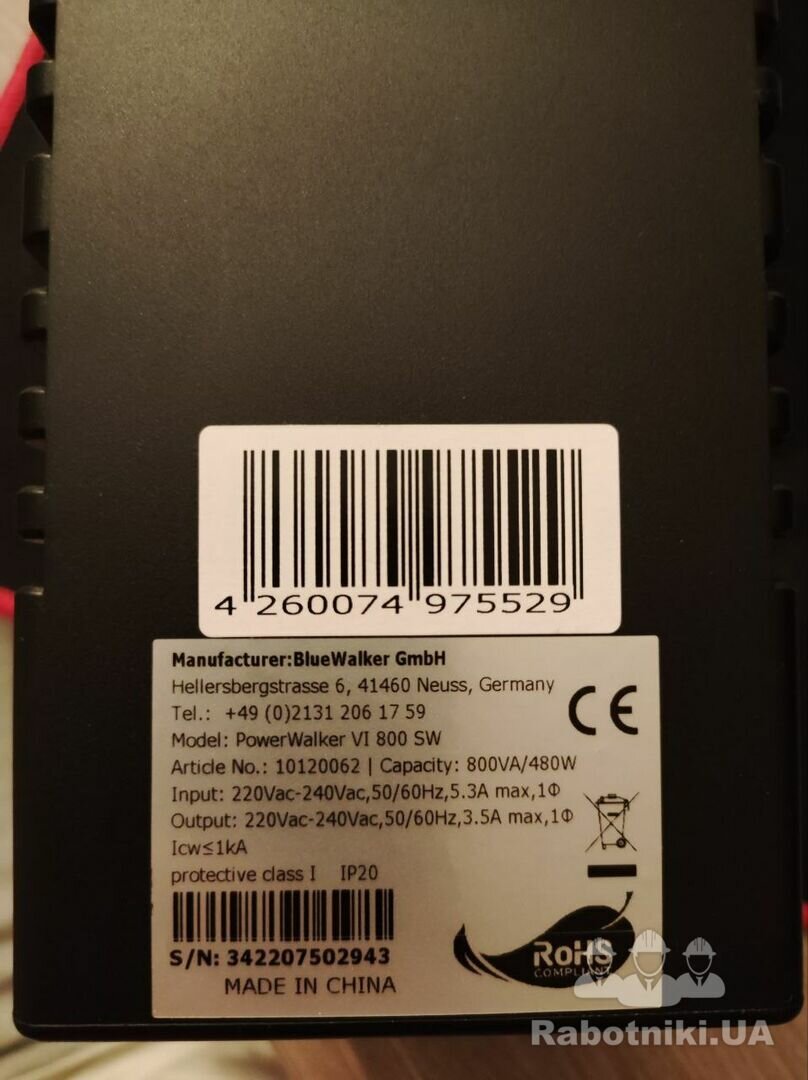 4 260074 975529
Manufacturer:BlueWalker GmbH
Hellersbergstrasse 6, 41460 Neuss, Germany
Tel.: +49 (0)2131 206 17 59
Model: PowerWalker VI 800 SW
Article No.: 10120062 | Capacity: 800VA/480W
Input: 220Vac-240Vac,50/60Hz,5.3A max,1Φ
Output: 220Vac-240Vac,50/60Hz,3.5A max,1Φ
Icw≤1kA
protective class I IP20
S/N: 342207502943
MADE IN CHINA
CE
RoHS
COMPLIANT
Rabotniki.UA